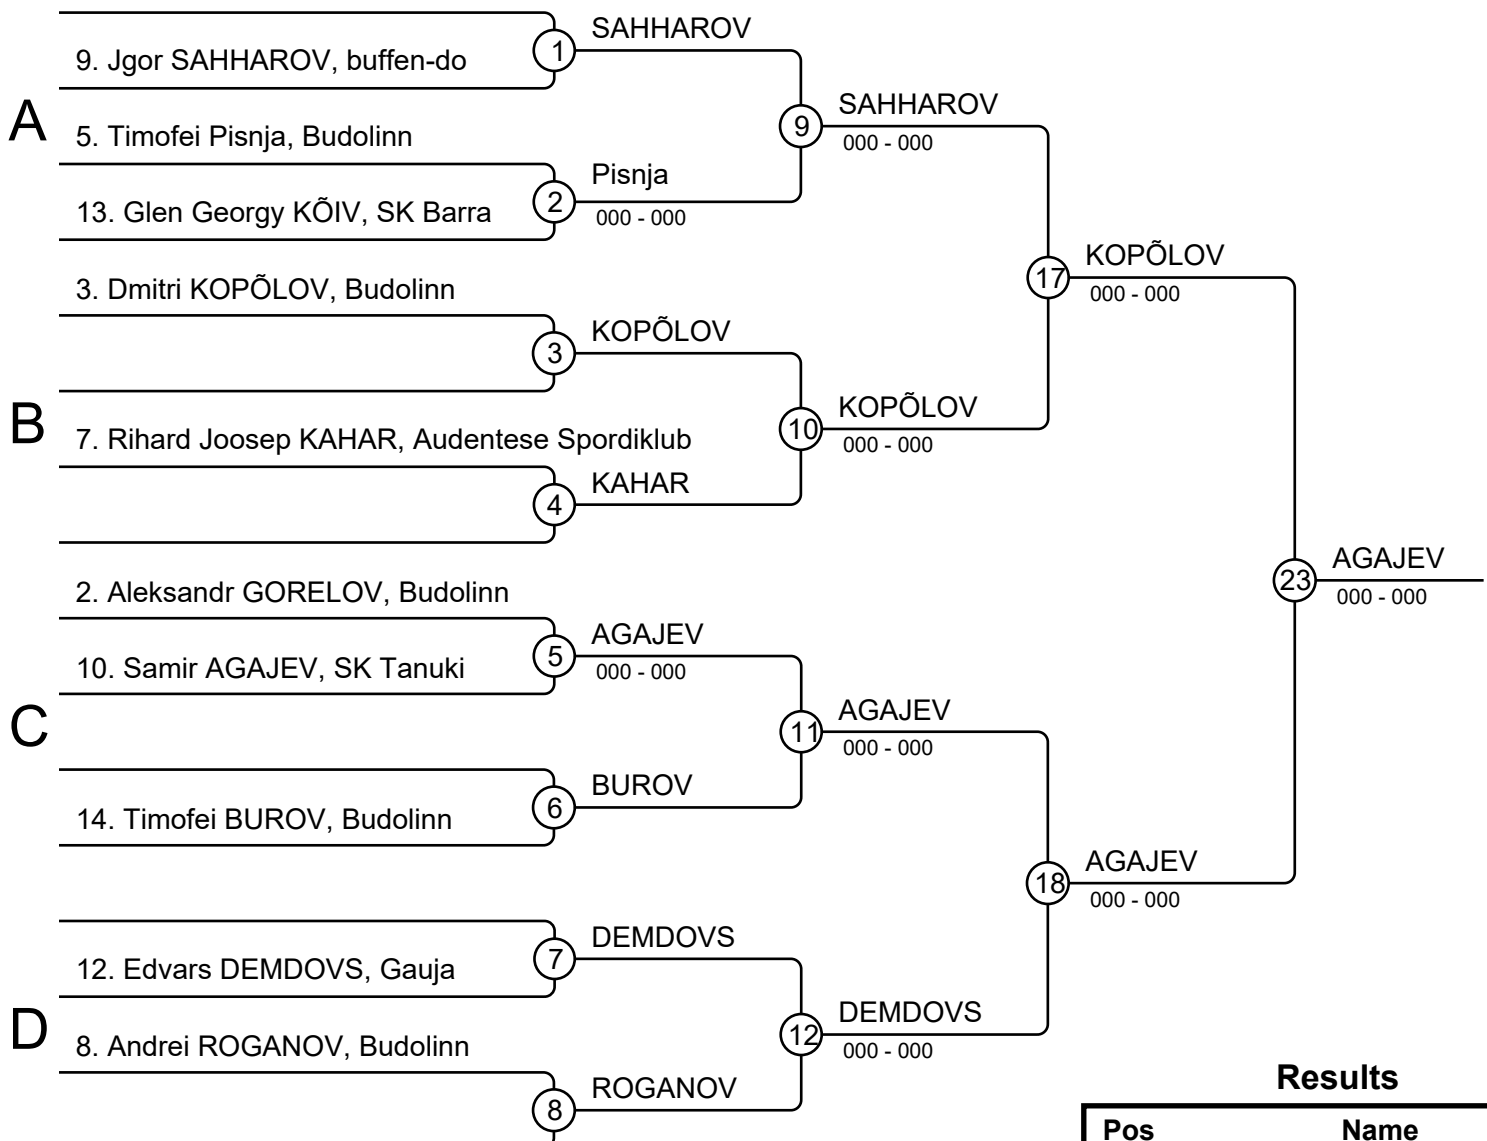 SAHHAROV
9. Jgor SAHHAROV, buffen-do
1
SAHHAROV
A
9
000 - 000
5. Timofei Pisnja, Budolinn
Pisnja
2
13. Glen Georgy KÕIV, SK Barra
000 - 000
KOPÕLOV
17
3. Dmitri KOPÕLOV, Budolinn
000 - 000
KOPÕLOV
3
KOPÕLOV
B
10
7. Rihard Joosep KAHAR, Audentese Spordiklub
000 - 000
KAHAR
4
AGAJEV
23
2. Aleksandr GORELOV, Budolinn
000 - 000
AGAJEV
5
10. Samir AGAJEV, SK Tanuki
000 - 000
AGAJEV
C
11
000 - 000
BUROV
6
14. Timofei BUROV, Budolinn
AGAJEV
18
000 - 000
DEMDOVS
7
12. Edvars DEMDOVS, Gauja
DEMDOVS
D
12
8. Andrei ROGANOV, Budolinn
000 - 000
Results
ROGANOV
8
Pos Name